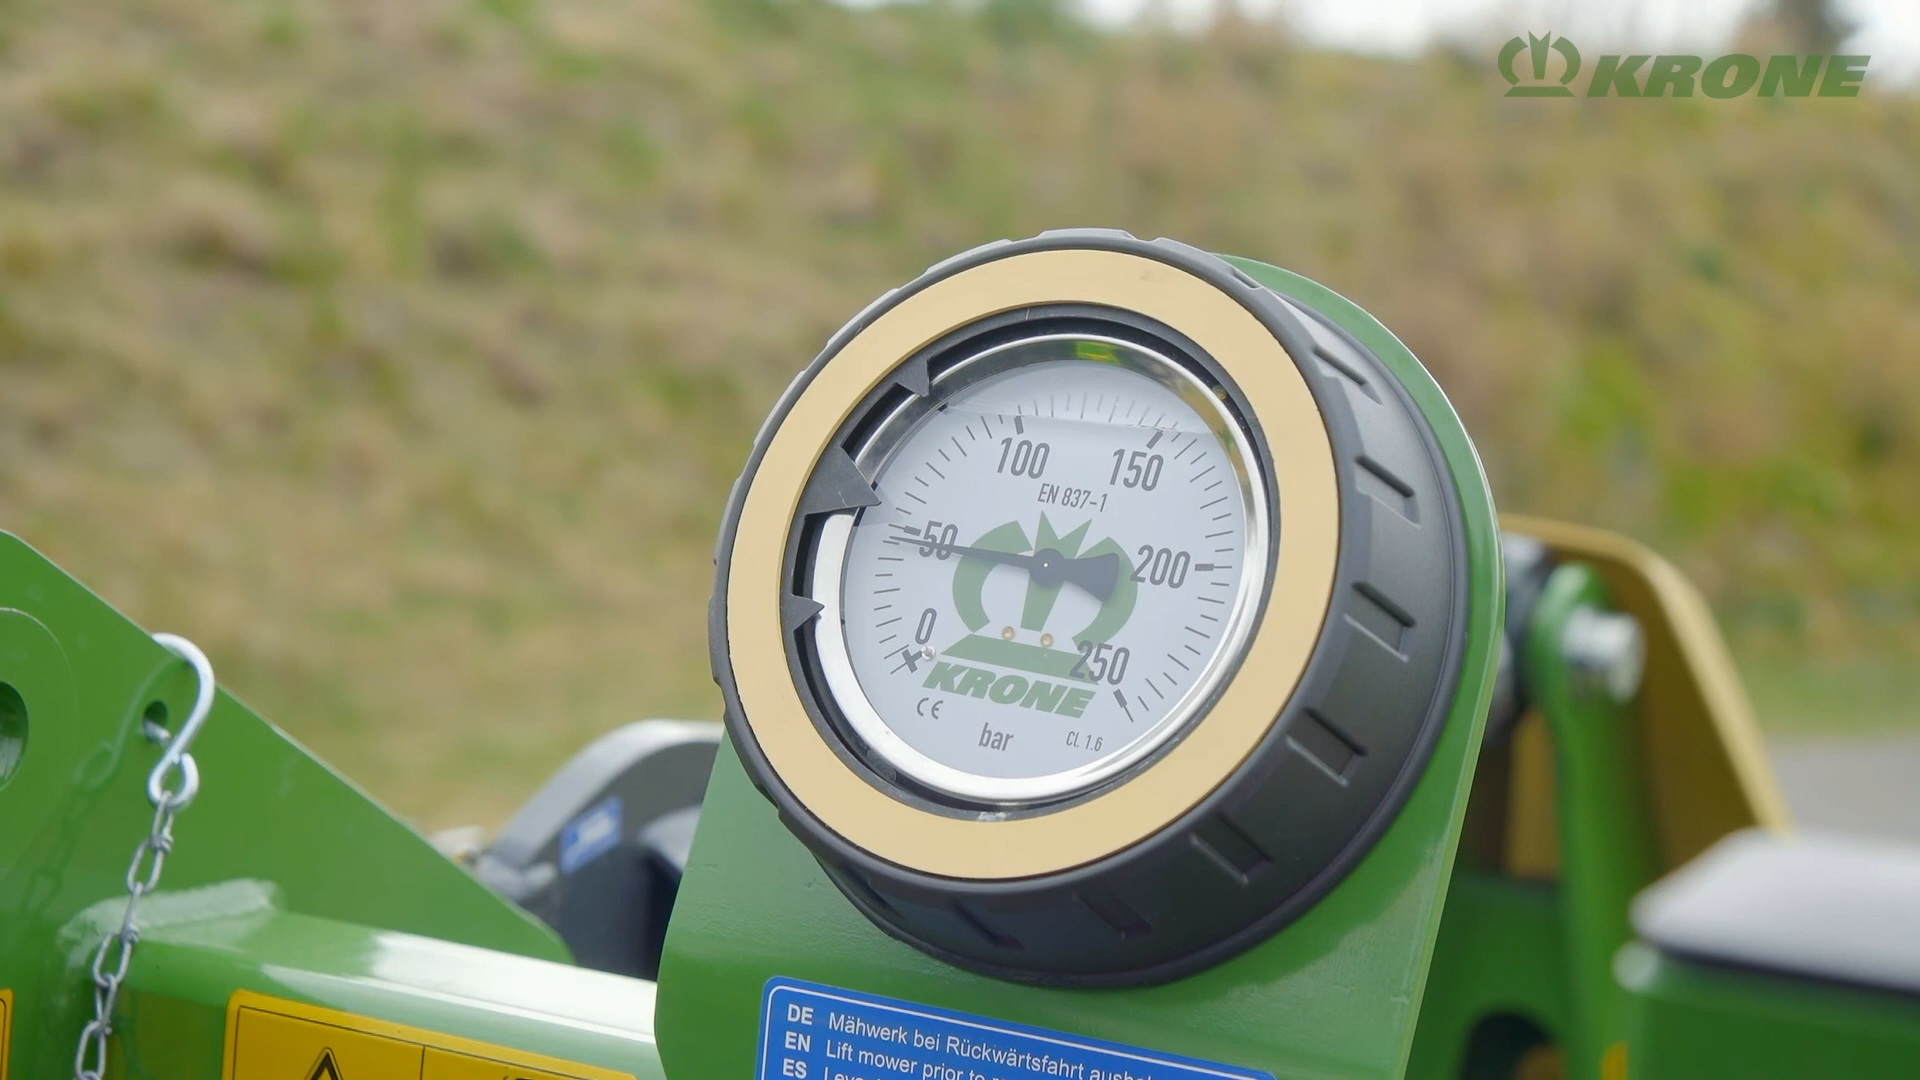 KRONE
100
150
EN 837-1
50
200
0
250
KRONE
bar
CL. 1.6
CE
DE Mähwerk bei Rückwärtsfahrt
EN Lift mower prior to
ES